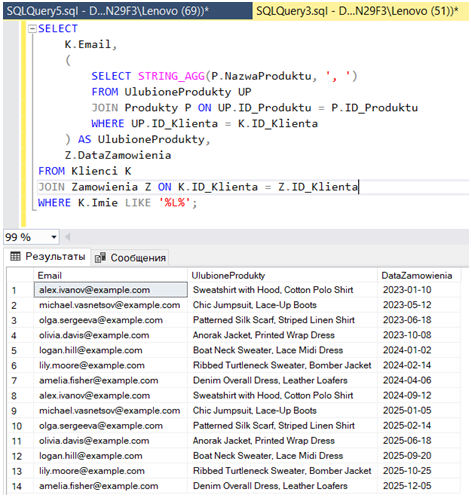 SQLQuery5.sql - D...N29F3\Lenovo (69))* SQLQuery3.sql - D...N29F3\Lenovo (51))*
SELECT
K.Email,
(
SELECT STRING_AGG(P.NazwaProduktu, ', ')
FROM UlubioneProdukty UP
JOIN Produkty P ON UP.ID_Produktu = P.ID_Produktu
WHERE UP.ID_Klienta = K.ID_Klienta
) AS UlubioneProdukty,
Z.DataZamowienia
FROM Klienci K
JOIN Zamowienia Z ON K.ID_Klienta = Z.ID_Klienta
WHERE K.Imie LIKE '%L%';
99 %
Результаты Сообщения
Email UlubioneProdukty DataZamowienia
1 alex.ivanov@example.com Sweatshirt with Hood, Cotton Polo Shirt 2023-01-10
2 michael.vasnetsov@example.com Chic Jumpsuit, Lace-Up Boots 2023-05-12
3 olga.sergeeva@example.com Patterned Silk Scarf, Striped Linen Shirt 2023-06-18
4 olivia.davis@example.com Anorak Jacket, Printed Wrap Dress 2023-10-08
5 logan.hill@example.com Boat Neck Sweater, Lace Midi Dress 2024-01-02
6 lily.moore@example.com Ribbed Turtleneck Sweater, Bomber Jacket 2024-02-14
7 amelia.fisher@example.com Denim Overall Dress, Leather Loafers 2024-04-06
8 alex.ivanov@example.com Sweatshirt with Hood, Cotton Polo Shirt 2024-09-12
9 michael.vasnetsov@example.com Chic Jumpsuit, Lace-Up Boots 2025-01-05
10 olga.sergeeva@example.com Patterned Silk Scarf, Striped Linen Shirt 2025-02-14
11 olivia.davis@example.com Anorak Jacket, Printed Wrap Dress 2025-06-18
12 logan.hill@example.com Boat Neck Sweater, Lace Midi Dress 2025-09-20
13 lily.moore@example.com Ribbed Turtleneck Sweater, Bomber Jacket 2025-10-25
14 amelia.fisher@example.com Denim Overall Dress, Leather Loafers 2025-12-05